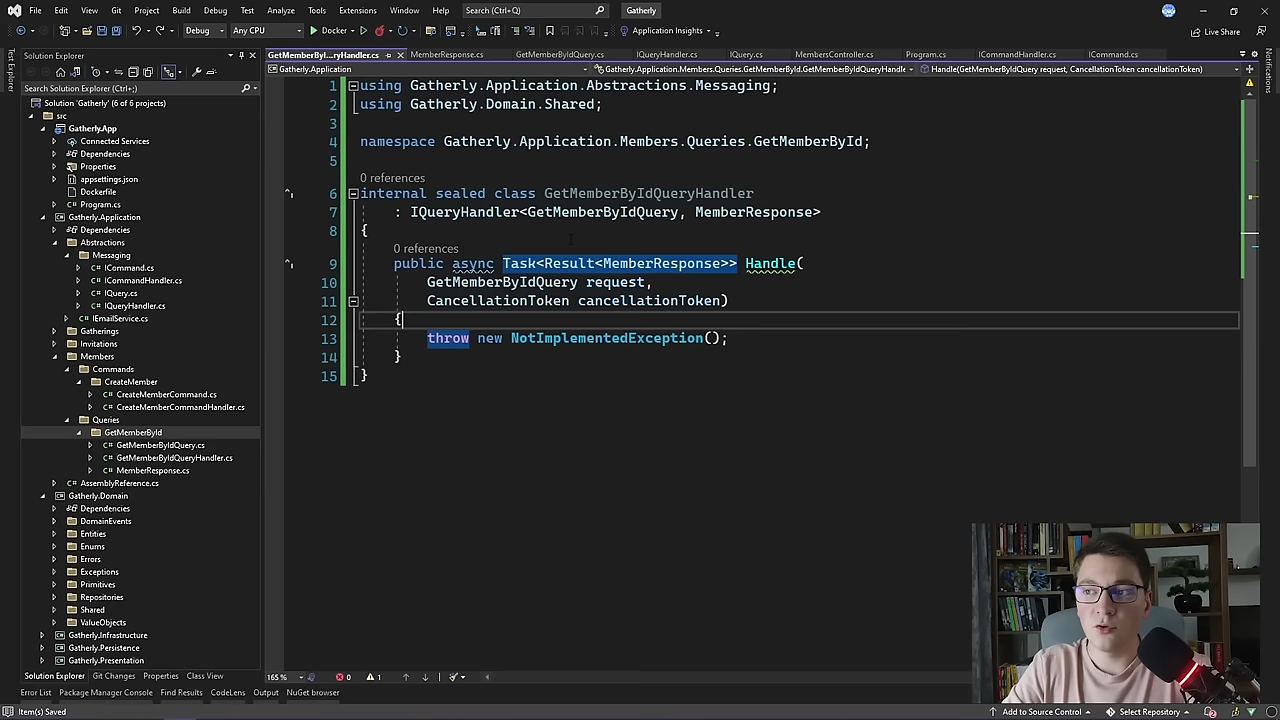 File Edit View Git Project Build Debug Test Analyze Tools Extensions Window Help Search (Ctrl+Q) Gatherly
Debug Any CPU Docker Application Insights Live Share
Test Explorer
Solution Explorer
Search Solution Explorer (Ctrl+;)
Solution 'Gatherly' (6 of 6 projects)
src
Gatherly.App
Connected Services
Dependencies
Properties
appsettings.json
Dockerfile
Program.cs
Gatherly.Application
Dependencies
Abstractions
Messaging
ICommand.cs
ICommandHandler.cs
IQuery.cs
IQueryHandler.cs
IEmailService.cs
Gatherings
Invitations
Members
Commands
CreateMember
CreateMemberCommand.cs
CreateMemberCommandHandler.cs
Queries
GetMemberById
GetMemberByIdQuery.cs
GetMemberByIdQueryHandler.cs
MemberResponse.cs
AssemblyReference.cs
Gatherly.Domain
Dependencies
DomainEvents
Entities
Enums
Errors
Exceptions
Primitives
Repositories
Shared
ValueObjects
Gatherly.Infrastructure
Gatherly.Persistence
Gatherly.Presentation
Solution Explorer Git Changes Properties Class View
GetMemberByI...ryHandler.cs MemberResponse.cs GetMemberByIdQuery.cs IQueryHandler.cs IQuery.cs MembersController.cs Program.cs ICommandHandler.cs ICommand.cs
Gatherly.Application Gatherly.Application.Members.Queries.GetMemberById.GetMemberByIdQueryHandle Handle(GetMemberByIdQuery request, CancellationToken cancellationToken)
1 using Gatherly.Application.Abstractions.Messaging;
2 using Gatherly.Domain.Shared;
3
4 namespace Gatherly.Application.Members.Queries.GetMemberById;
5
0 references
6 internal sealed class GetMemberByIdQueryHandler
7 : IQueryHandler<GetMemberByIdQuery, MemberResponse>
8 {
0 references
9 public async Task<Result<MemberResponse>> Handle(
10 GetMemberByIdQuery request,
11 CancellationToken cancellationToken)
12 {
13 throw new NotImplementedException();
14 }
15 }
Notifications
165 % 0 1
Error List Package Manager Console Find Results CodeLens Output NuGet browser
Item(s) Saved Add to Source Control Select Repository 2